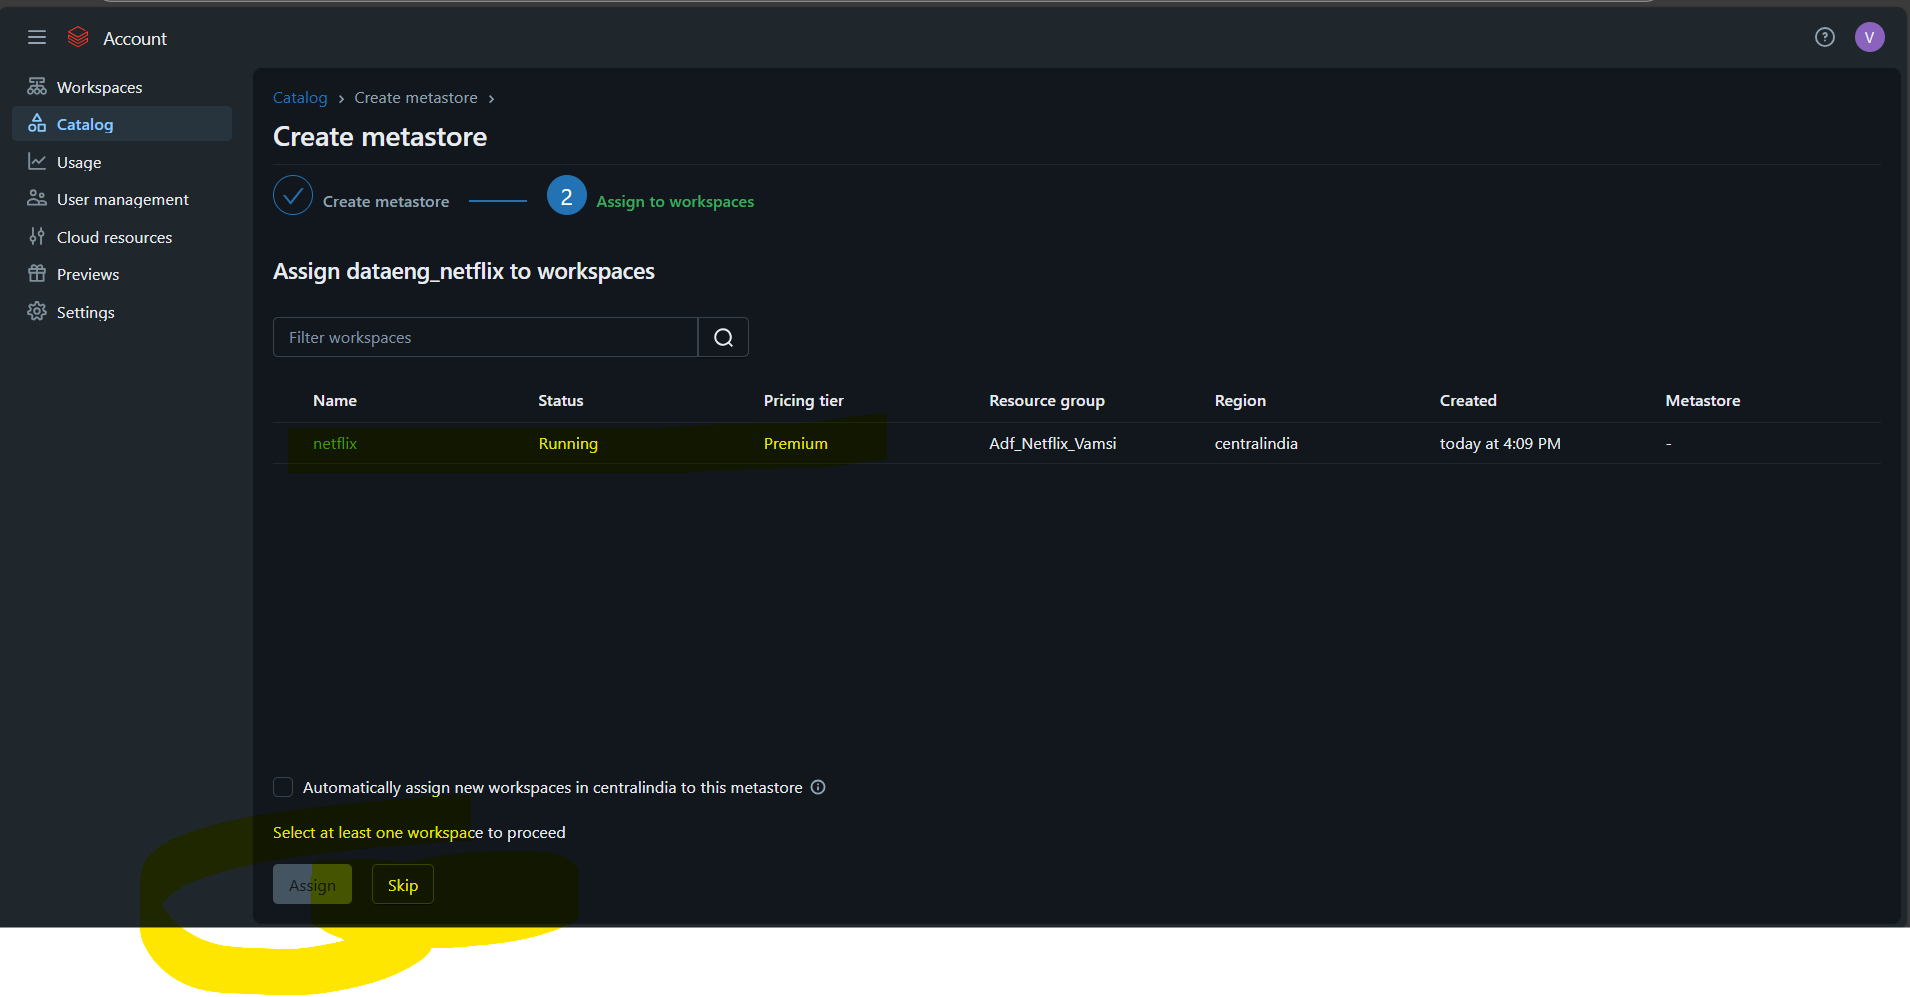 Account
?
V
Workspaces
Catalog
Usage
User management
Cloud resources
Previews
Settings
Catalog › Create metastore ›
Create metastore
Create metastore 2 Assign to workspaces
Assign dataeng_netflix to workspaces
Filter workspaces
Name Status Pricing tier Resource group Region Created Metastore
netflix Running Premium Adf_Netflix_Vamsi centralindia today at 4:09 PM -
Automatically assign new workspaces in centralindia to this metastore
Select at least one workspace to proceed
Assign Skip